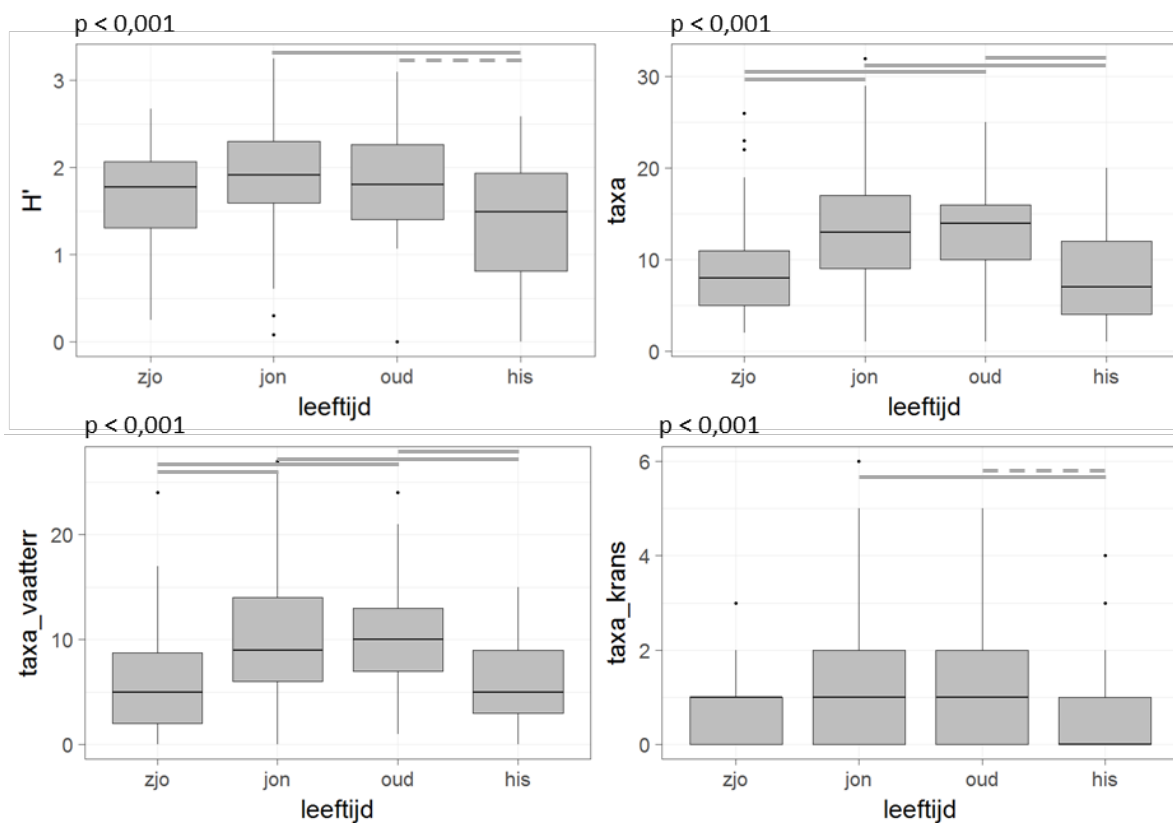 p < 0,001
H'
3
2
1
0
zjo jon oud his
leeftijd
p < 0,001
taxa
30
20
10
0
zjo jon oud his
leeftijd
p < 0,001
taxa_vaatterr
20
10
0
zjo jon oud his
leeftijd
p < 0,001
taxa_krans
6
4
2
0
zjo jon oud his
leeftijd